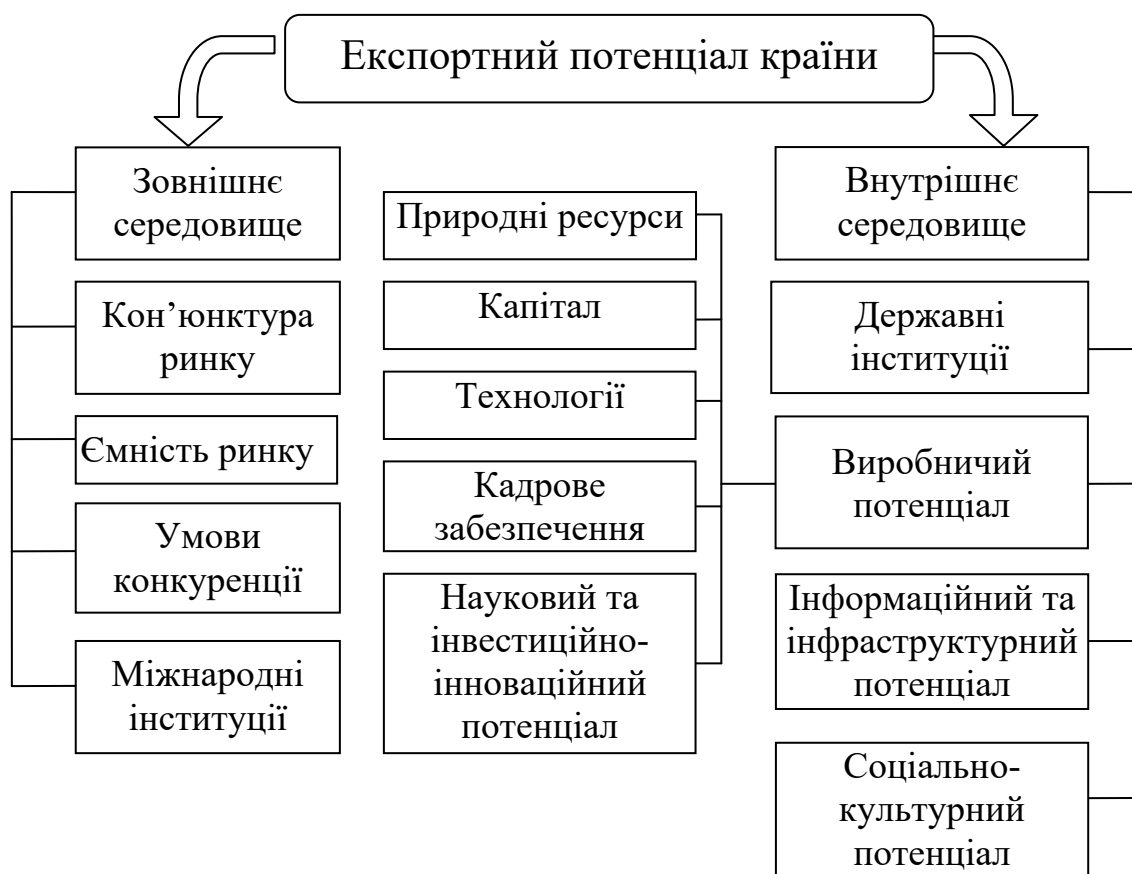 Експортний потенціал країни
Зовнішнє
середовище
Кон’юнктура
ринку
Ємність ринку
Умови
конкуренції
Міжнародні
інституції
Природні ресурси
Капітал
Технології
Кадрове
забезпечення
Науковий та
інвестиційно-
інноваційний
потенціал
Внутрішнє
середовище
Державні
інституції
Виробничий
потенціал
Інформаційний та
інфраструктурний
потенціал
Соціально-
культурний
потенціал